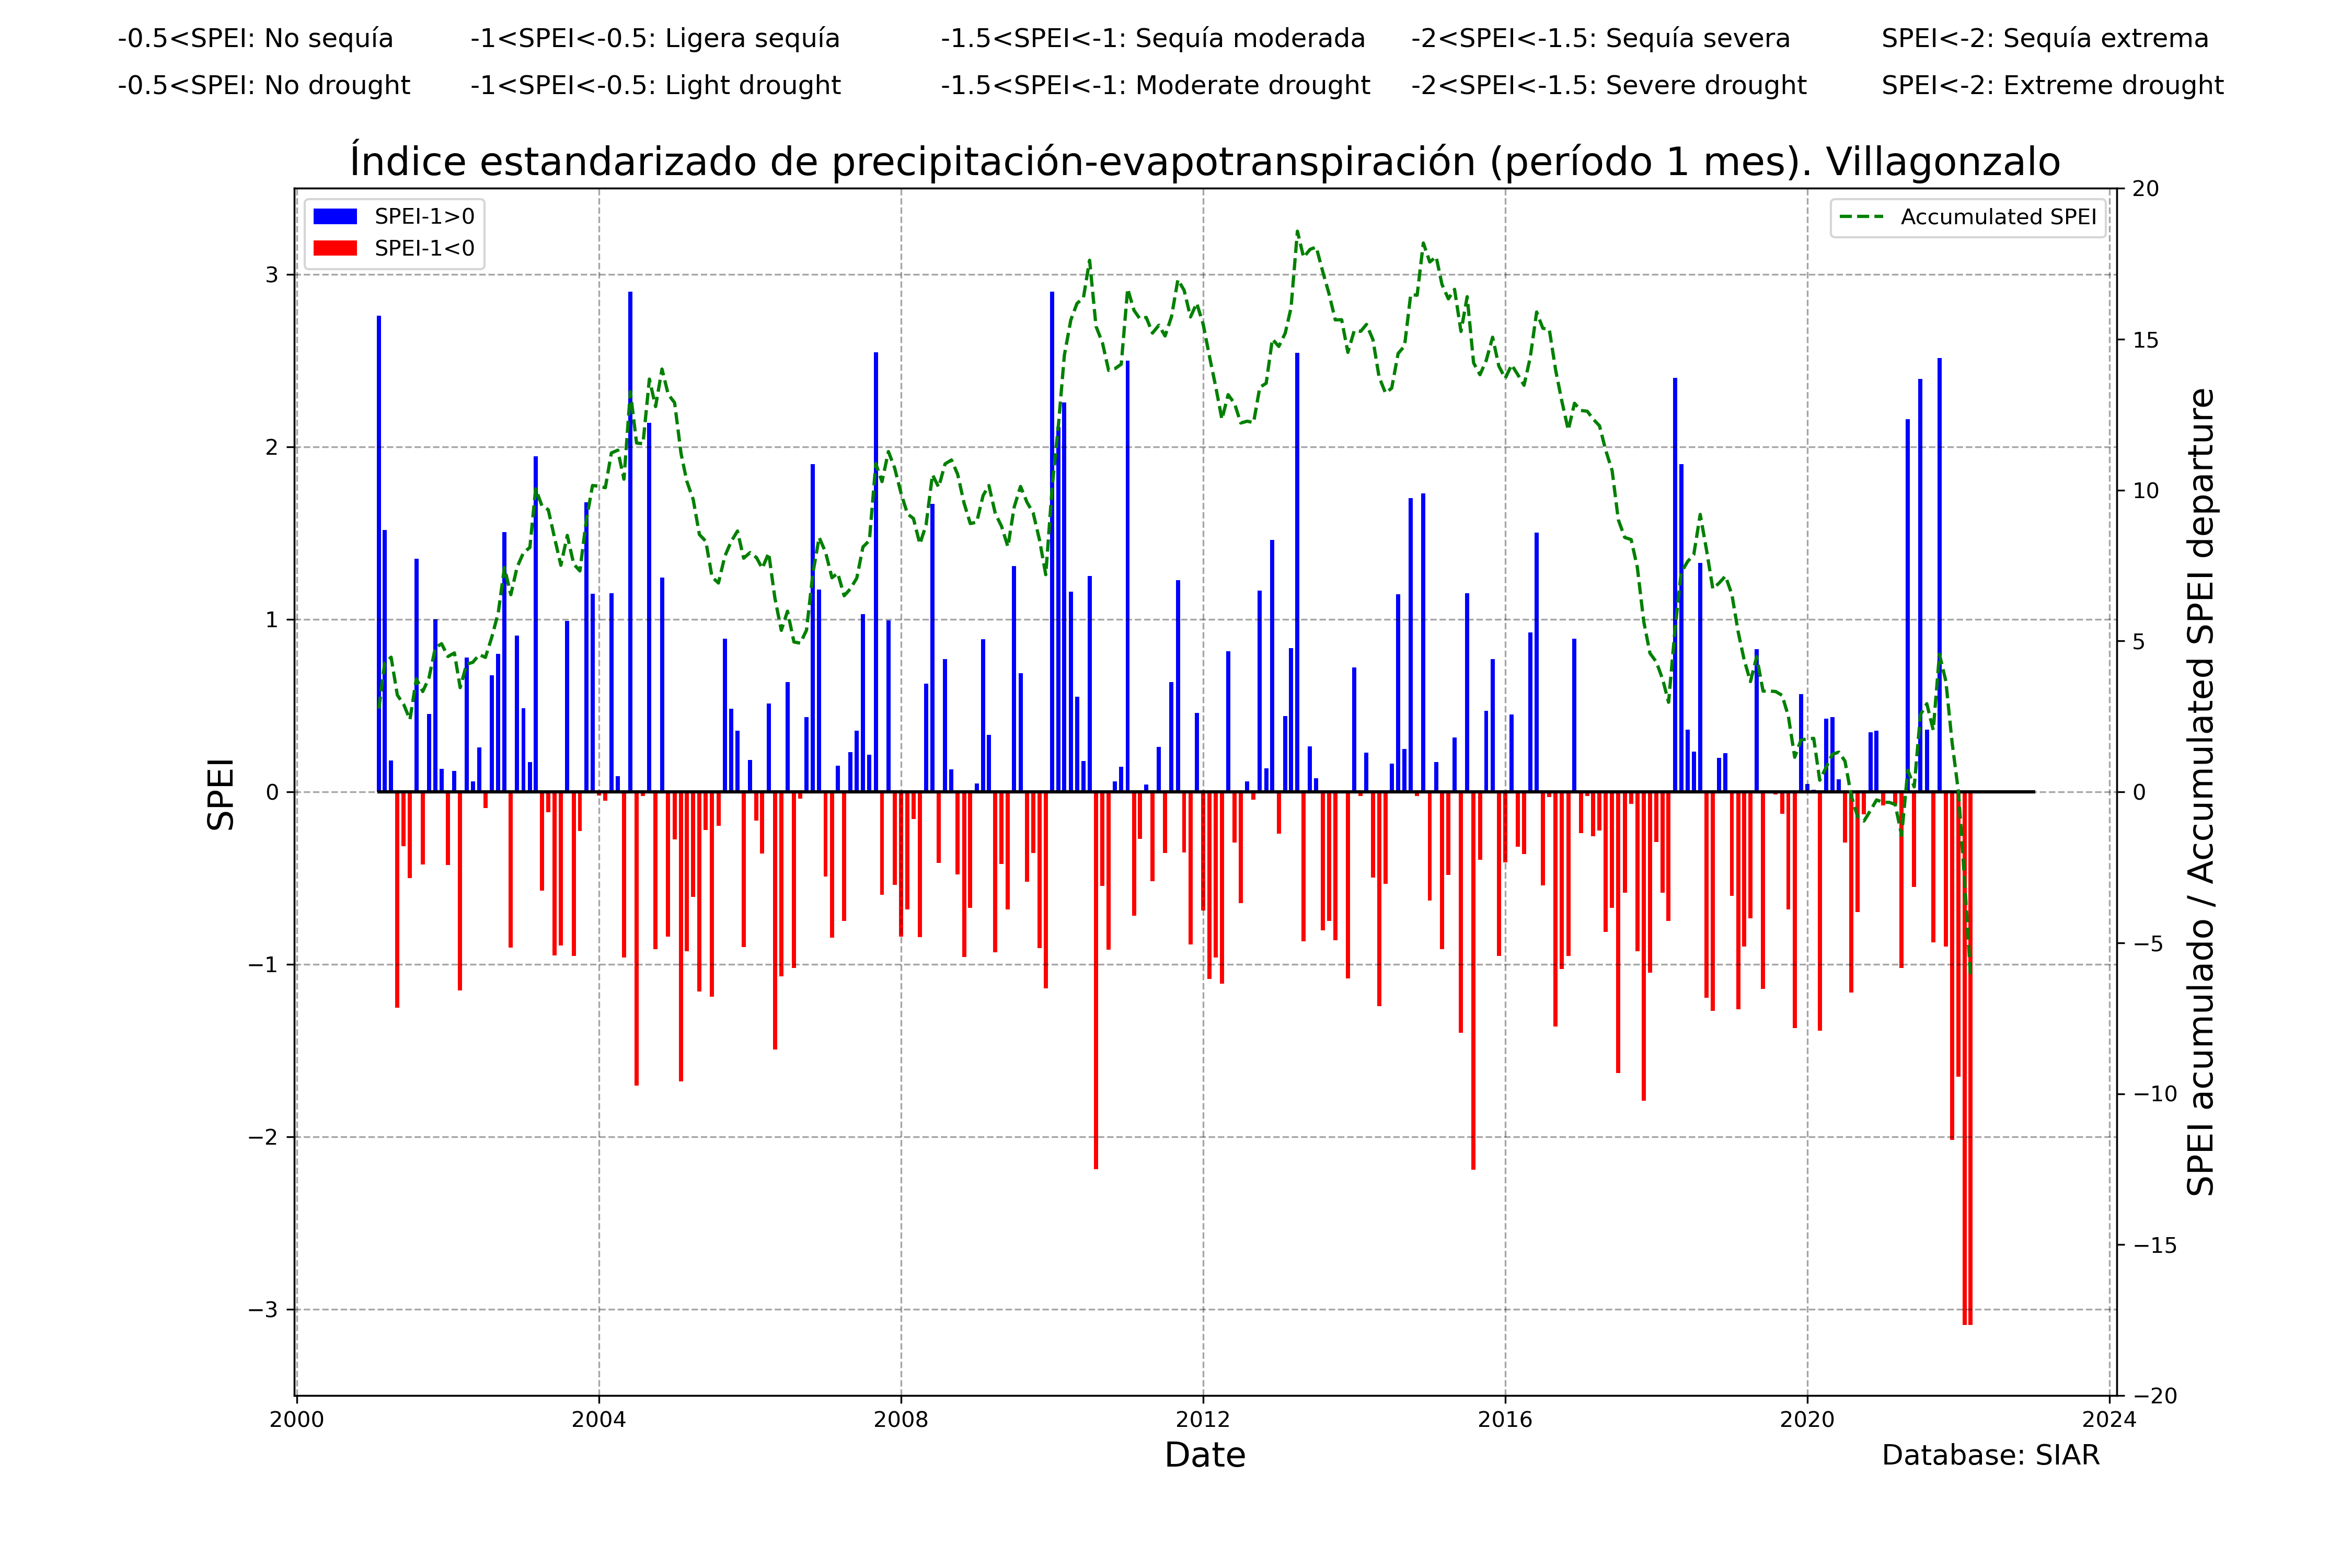 -0.5<SPEI: No sequía -1<SPEI<-0.5: Ligera sequía -1.5<SPEI<-1: Sequía moderada -2<SPEI<-1.5: Sequía severa SPEI<-2: Sequía extrema
-0.5<SPEI: No drought -1<SPEI<-0.5: Light drought -1.5<SPEI<-1: Moderate drought -2<SPEI<-1.5: Severe drought SPEI<-2: Extreme drought
Índice estandarizado de precipitación-evapotranspiración (período 1 mes). Villagonzalo
SPEI-1>0
SPEI-1<0
Accumulated SPEI
SPEI
3
2
1
0
−1
−2
−3
20
15
10
5
0
−5
−10
−15
−20
SPEI acumulado / Accumulated SPEI departure
2000 2004 2008 2012 2016 2020 2024
Date
Database: SIAR